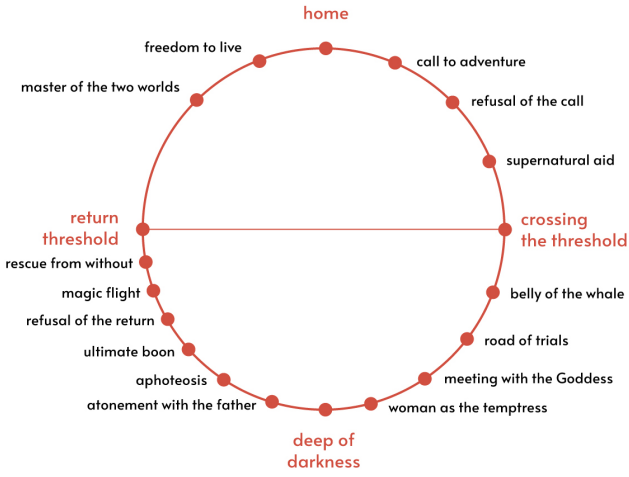 home
freedom to live
call to adventure
master of the two worlds
refusal of the call
supernatural aid
return
threshold
crossing
the threshold
rescue from without
magic flight
belly of the whale
refusal of the return
road of trials
ultimate boon
aphoteosis
meeting with the Goddess
atonement with the father
woman as the temptress
deep of
darkness